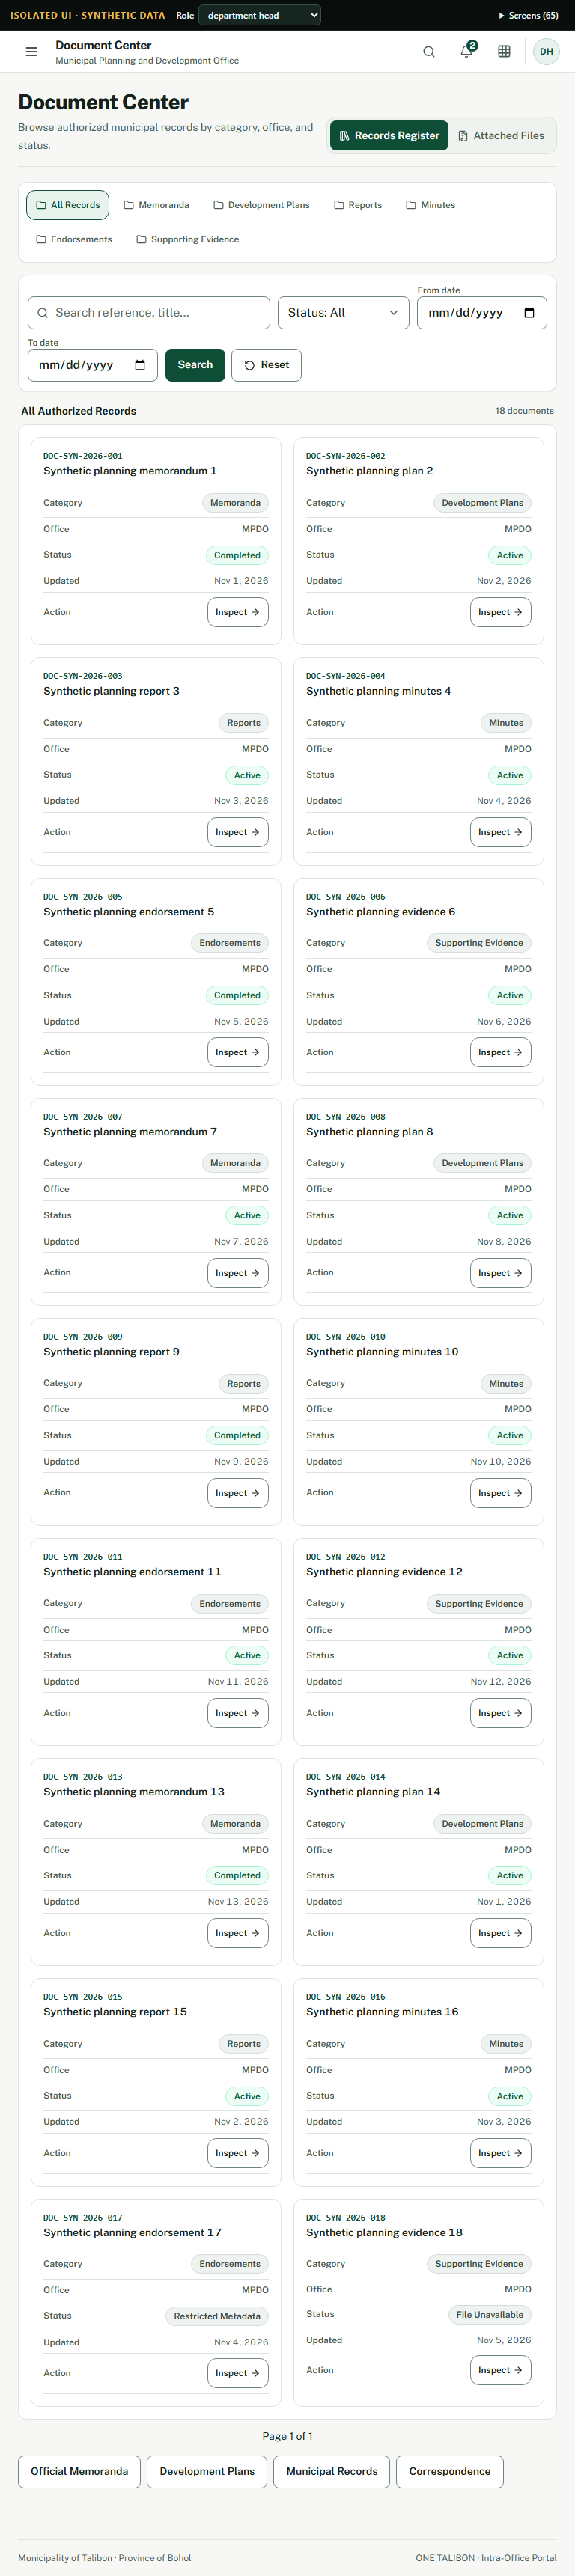 ISOLATED UI · SYNTHETIC DATA Role department head Screens (65)
Document Center
Municipal Planning and Development Office
2
DH
Document Center
Browse authorized municipal records by category, office, and
status.
Records Register Attached Files
All Records Memoranda Development Plans Reports Minutes
Endorsements Supporting Evidence
From date
Search reference, title... Status: All mm/dd/yyyy
To date
mm/dd/yyyy Search Reset
All Authorized Records 18 documents
DOC-SYN-2026-001
Synthetic planning memorandum 1
Category Memoranda
Office MPDO
Status Completed
Updated Nov 1, 2026
Action Inspect →
DOC-SYN-2026-002
Synthetic planning plan 2
Category Development Plans
Office MPDO
Status Active
Updated Nov 2, 2026
Action Inspect →
DOC-SYN-2026-003
Synthetic planning report 3
Category Reports
Office MPDO
Status Active
Updated Nov 3, 2026
Action Inspect →
DOC-SYN-2026-004
Synthetic planning minutes 4
Category Minutes
Office MPDO
Status Active
Updated Nov 4, 2026
Action Inspect →
DOC-SYN-2026-005
Synthetic planning endorsement 5
Category Endorsements
Office MPDO
Status Completed
Updated Nov 5, 2026
Action Inspect →
DOC-SYN-2026-006
Synthetic planning evidence 6
Category Supporting Evidence
Office MPDO
Status Active
Updated Nov 6, 2026
Action Inspect →
DOC-SYN-2026-007
Synthetic planning memorandum 7
Category Memoranda
Office MPDO
Status Active
Updated Nov 7, 2026
Action Inspect →
DOC-SYN-2026-008
Synthetic planning plan 8
Category Development Plans
Office MPDO
Status Active
Updated Nov 8, 2026
Action Inspect →
DOC-SYN-2026-009
Synthetic planning report 9
Category Reports
Office MPDO
Status Completed
Updated Nov 9, 2026
Action Inspect →
DOC-SYN-2026-010
Synthetic planning minutes 10
Category Minutes
Office MPDO
Status Active
Updated Nov 10, 2026
Action Inspect →
DOC-SYN-2026-011
Synthetic planning endorsement 11
Category Endorsements
Office MPDO
Status Active
Updated Nov 11, 2026
Action Inspect →
DOC-SYN-2026-012
Synthetic planning evidence 12
Category Supporting Evidence
Office MPDO
Status Active
Updated Nov 12, 2026
Action Inspect →
DOC-SYN-2026-013
Synthetic planning memorandum 13
Category Memoranda
Office MPDO
Status Completed
Updated Nov 13, 2026
Action Inspect →
DOC-SYN-2026-014
Synthetic planning plan 14
Category Development Plans
Office MPDO
Status Active
Updated Nov 1, 2026
Action Inspect →
DOC-SYN-2026-015
Synthetic planning report 15
Category Reports
Office MPDO
Status Active
Updated Nov 2, 2026
Action Inspect →
DOC-SYN-2026-016
Synthetic planning minutes 16
Category Minutes
Office MPDO
Status Active
Updated Nov 3, 2026
Action Inspect →
DOC-SYN-2026-017
Synthetic planning endorsement 17
Category Endorsements
Office MPDO
Status Restricted Metadata
Updated Nov 4, 2026
Action Inspect →
DOC-SYN-2026-018
Synthetic planning evidence 18
Category Supporting Evidence
Office MPDO
Status File Unavailable
Updated Nov 5, 2026
Action Inspect →
Page 1 of 1
Official Memoranda Development Plans Municipal Records Correspondence
Municipality of Talibon · Province of Bohol ONE TALIBON · Intra-Office Portal